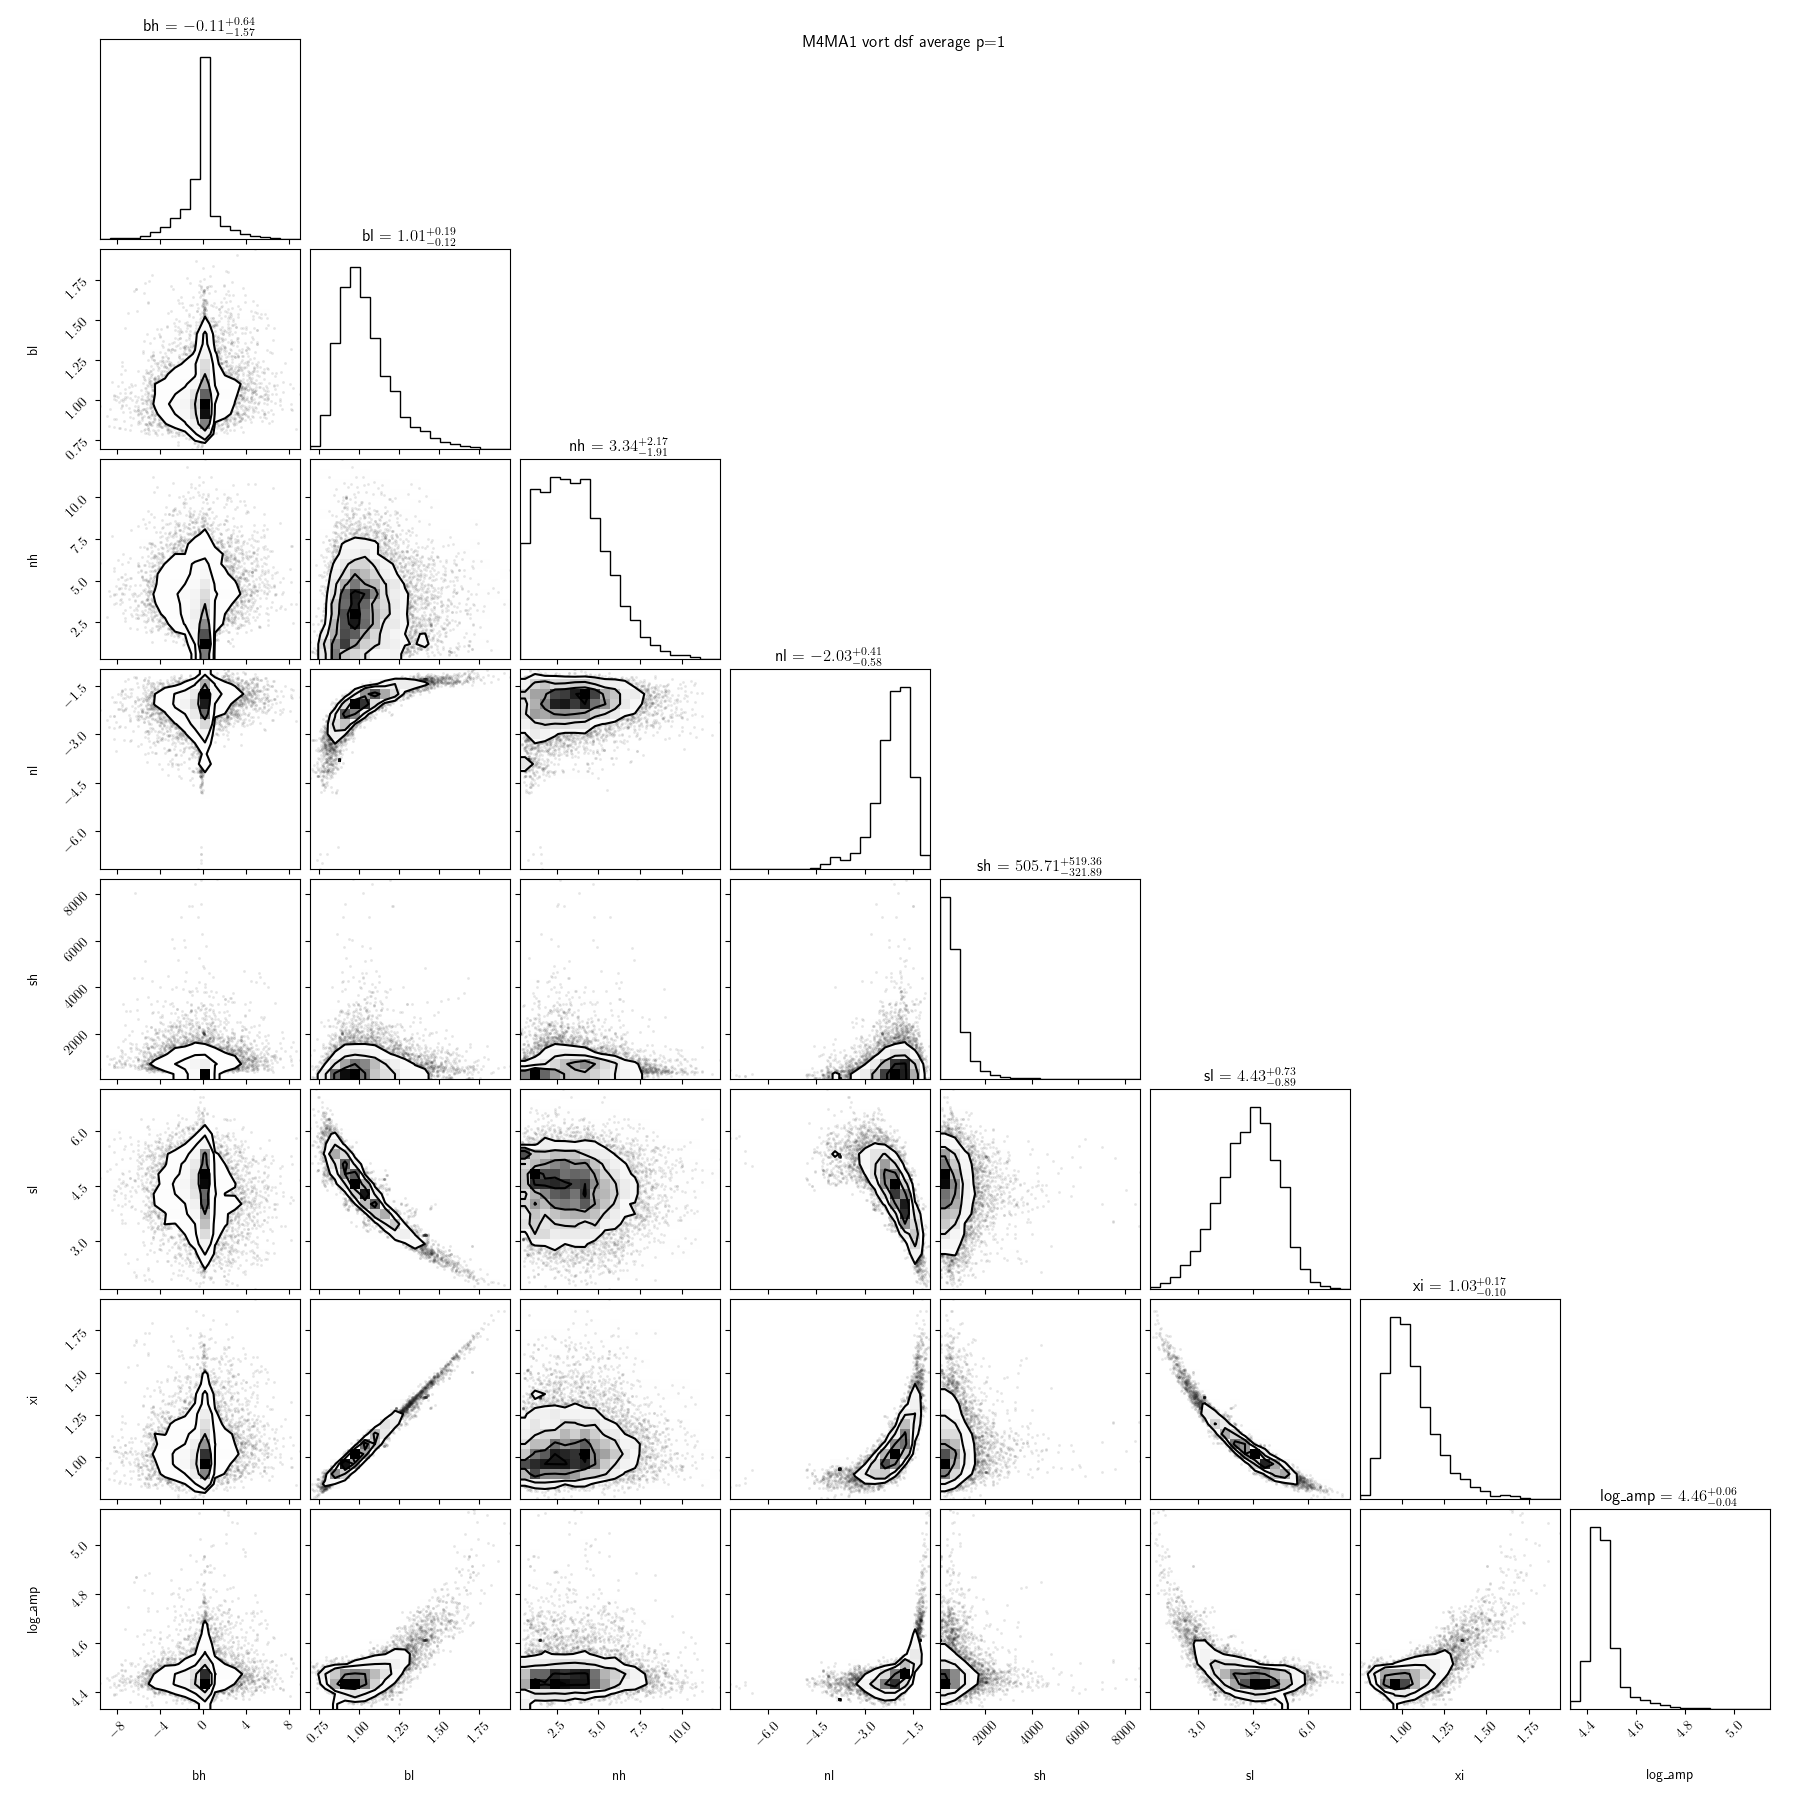 bh = −0.11+0.64−1.57
M4MA1 vort dsf average p=1
bl = 1.01+0.19−0.12
1.75
1.50
1.25
1.00
0.75
bl
nh = 3.34+2.17−1.91
10.0
7.5
5.0
2.5
nh
nl = −2.03+0.41−0.58
−1.5
−3.0
−4.5
−6.0
nl
sh = 505.71+519.36−321.89
8000
6000
4000
2000
sh
sl = 4.43+0.73−0.89
6.0
4.5
3.0
sl
xi = 1.03+0.17−0.10
1.75
1.50
1.25
1.00
xi
log_amp = 4.46+0.06−0.04
5.0
4.8
4.6
4.4
log_amp
−8 −4 0 4 8 0.75 1.00 1.25 1.50 1.75 2.5 5.0 7.5 10.0 −6.0 −4.5 −3.0 −1.5 2000 4000 6000 8000 3.0 4.5 6.0 1.00 1.25 1.50 1.75 4.4 4.6 4.8 5.0
bh bl nh nl sh sl xi log_amp